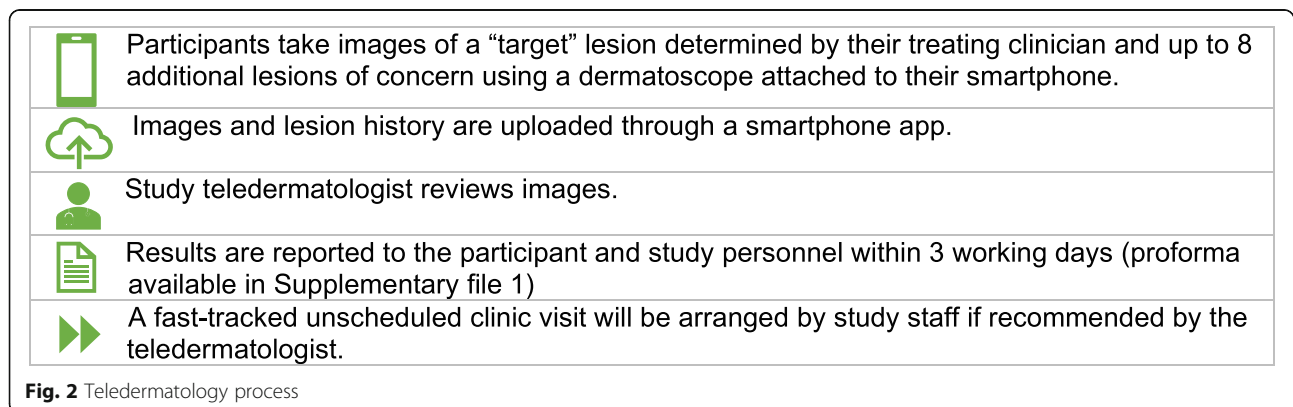 Participants take images of a “target” lesion determined by their treating clinician and up to 8
additional lesions of concern using a dermatoscope attached to their smartphone.
Images and lesion history are uploaded through a smartphone app.
Study teledermatologist reviews images.
Results are reported to the participant and study personnel within 3 working days (proforma
available in Supplementary file 1)
A fast-tracked unscheduled clinic visit will be arranged by study staff if recommended by the
teledermatologist.
Fig. 2 Teledermatology process